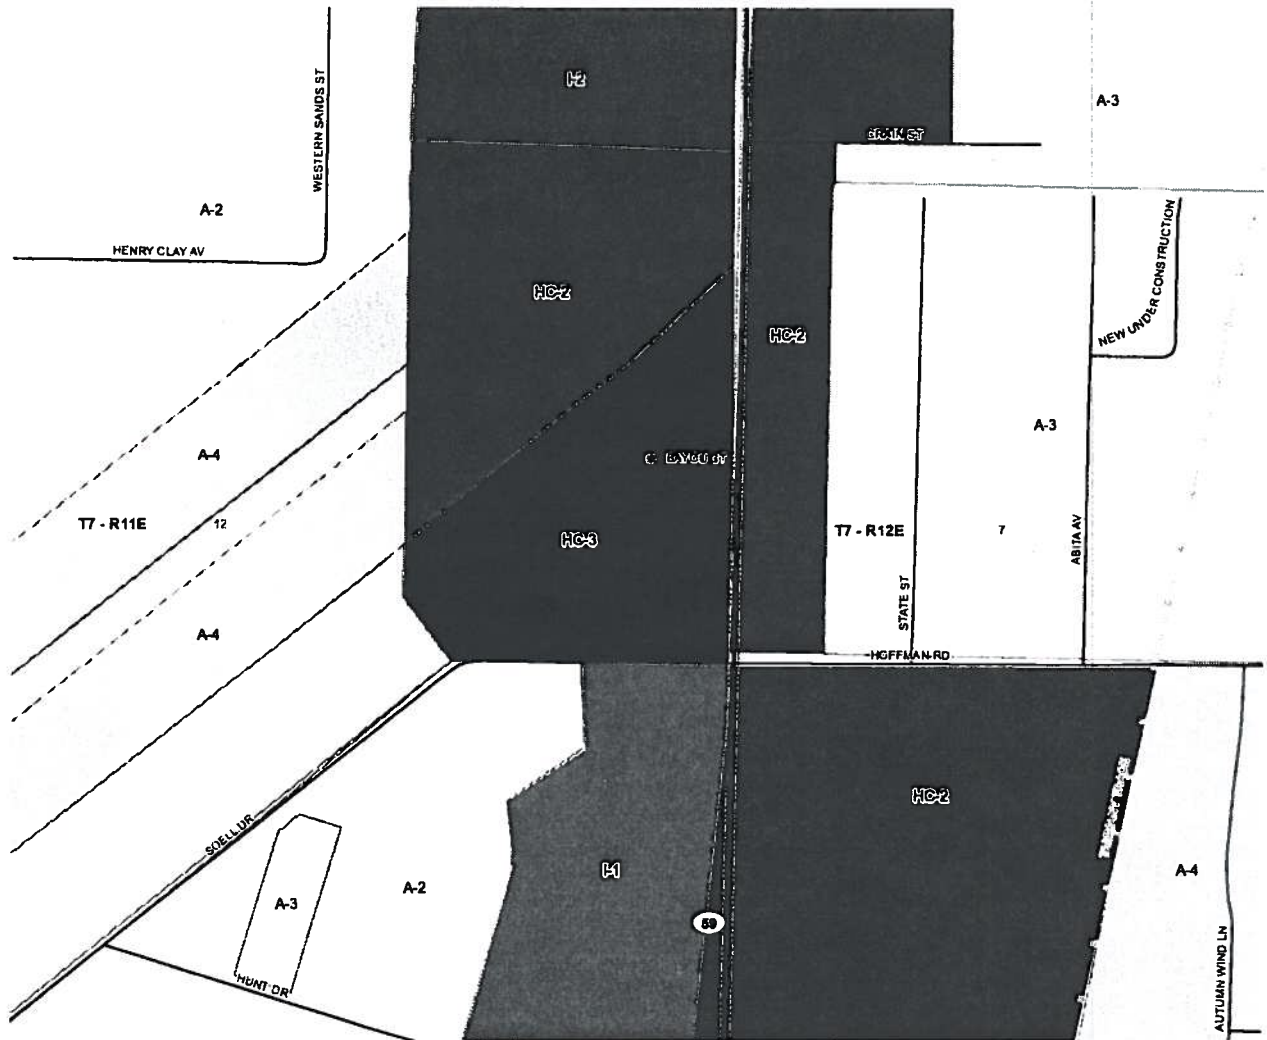 I-2
WESTERN SANDS ST
A-3
GRAIN ST
A-2
HENRY CLAY AV
NEW UNDER CONSTRUCTION
HC-2
HC-2
A-3
A-4
BAYOU ST
T7 - R11E
12
HC-3
T7 - R12E
7
ABITA AV
STATE ST
A-4
HOFFMAN RD
HC-2
SOELL DR
I-1
A-4
A-2
A-3
59
HUNT DR
AUTUMN WIND LN